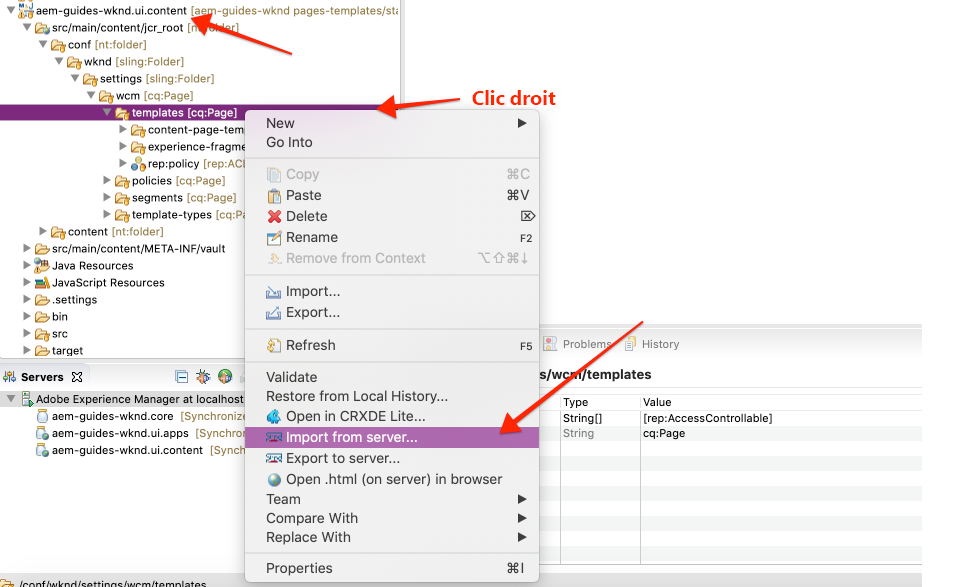 aem-guides-wknd.ui.content [aem-guides-wknd pages-templates/sta
src/main/content/jcr_root [nt:folder]
conf [nt:folder]
wknd [sling:Folder]
settings [sling:Folder]
wcm [cq:Page]
Clic droit
templates [cq:Page]
content-page-tem
experience-fragme
rep:policy [rep:ACL
policies [cq:Page]
segments [cq:Page]
template-types [cq:Pa
content [nt:folder]
src/main/content/META-INF/vault
Java Resources
JavaScript Resources
.settings
bin
src
target
New
Go Into
Copy ⌘C
Paste ⌘V
Delete ⌦
Rename F2
Remove from Context ⌥⇧⌘↓
Import...
Export...
Refresh F5
Validate
Restore from Local History...
Open in CRXDE Lite...
Import from server...
Export to server...
Open .html (on server) in browser
Team
Compare With
Replace With
Properties ⌘I
Problems History
s/wcm/templates
Type Value
String[] [rep:AccessControllable]
String cq:Page
Servers
Adobe Experience Manager at localhost
aem-guides-wknd.core [Synchronize
aem-guides-wknd.ui.apps [Synchron
aem-guides-wknd.ui.content [Synch
/conf/wknd/settings/wcm/templates